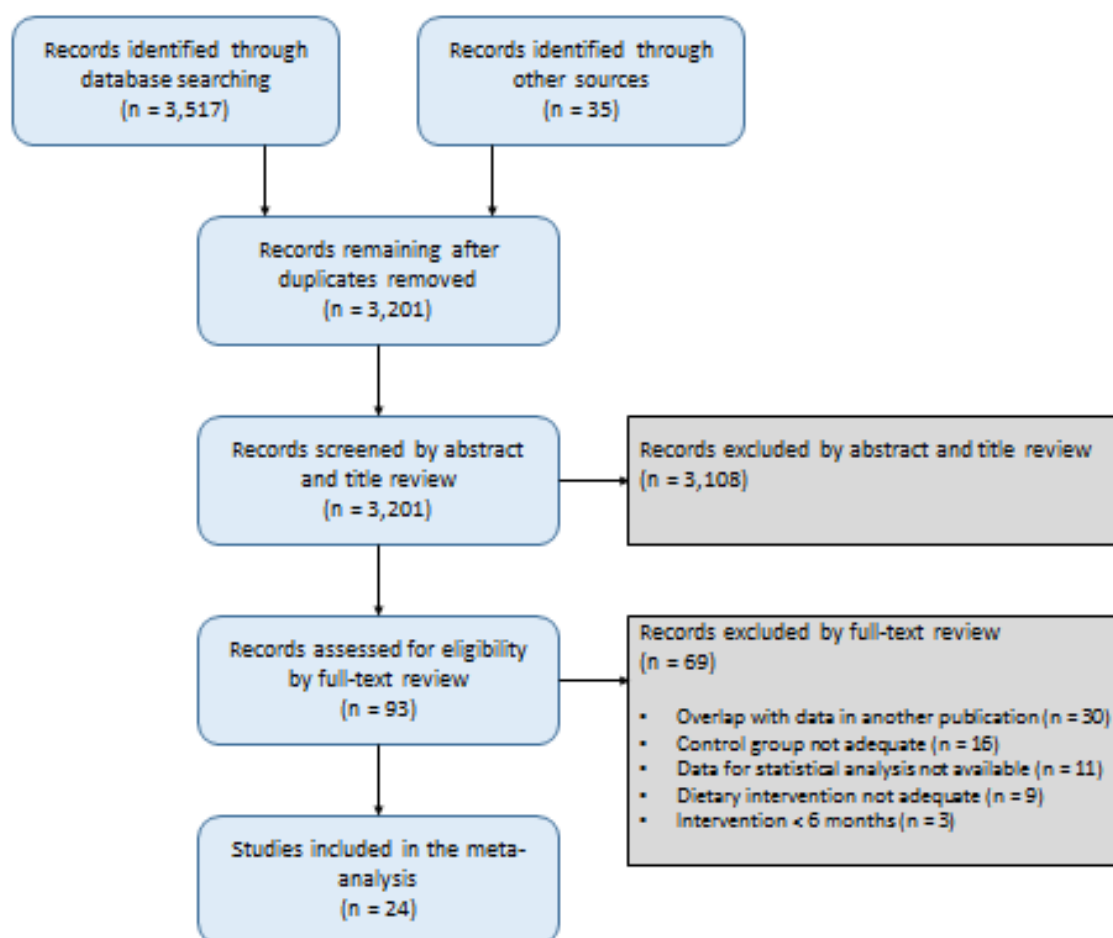 Records identified through
database searching
(n = 3,517)
Records identified through
other sources
(n = 35)
Records remaining after
duplicates removed
(n = 3,201)
Records screened by abstract
and title review
(n = 3,201)
Records excluded by abstract and title review
(n = 3,108)
Records assessed for eligibility
by full-text review
(n = 93)
Records excluded by full-text review
(n = 69)
• Overlap with data in another publication (n = 30)
• Control group not adequate (n = 16)
• Data for statistical analysis not available (n = 11)
• Dietary intervention not adequate (n = 9)
• Intervention < 6 months (n = 3)
Studies included in the meta-
analysis
(n = 24)